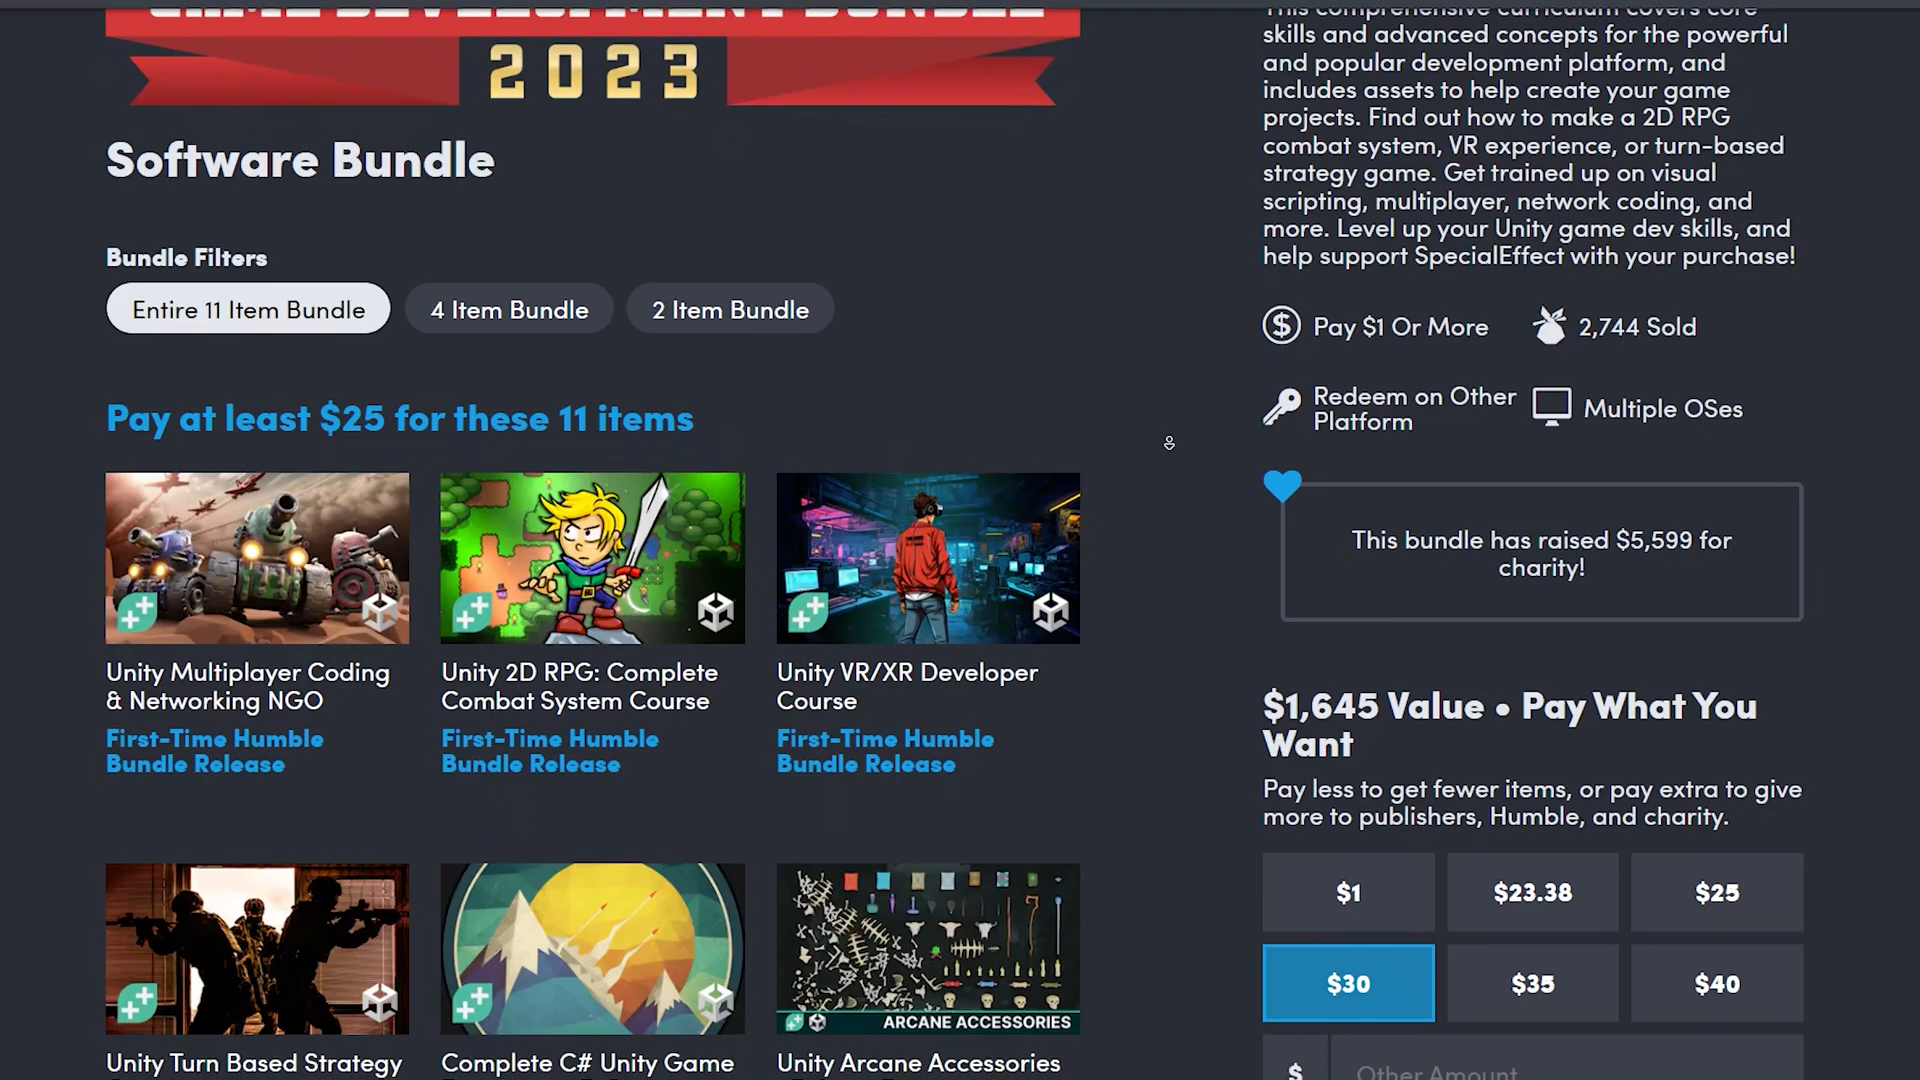 GAME DEVELOPMENT BUNDLE
2023
Software Bundle
Bundle Filters
Entire 11 Item Bundle
4 Item Bundle
2 Item Bundle
Pay at least $25 for these 11 items
Unity Multiplayer Coding
& Networking NGO
First-Time Humble
Bundle Release
Unity 2D RPG: Complete
Combat System Course
First-Time Humble
Bundle Release
Unity VR/XR Developer
Course
First-Time Humble
Bundle Release
ARCANE ACCESSORIES
Unity Turn Based Strategy
Complete C# Unity Game
Unity Arcane Accessories
This comprehensive curriculum covers core
skills and advanced concepts for the powerful
and popular development platform, and
includes assets to help create your game
projects. Find out how to make a 2D RPG
combat system, VR experience, or turn-based
strategy game. Get trained up on visual
scripting, multiplayer, network coding, and
more. Level up your Unity game dev skills, and
help support SpecialEffect with your purchase!
Pay $1 Or More
2,744 Sold
Redeem on Other
Platform
Multiple OSes
This bundle has raised $5,599 for
charity!
$1,645 Value • Pay What You
Want
Pay less to get fewer items, or pay extra to give
more to publishers, Humble, and charity.
$1
$23.38
$25
$30
$35
$40
$
Other Amount